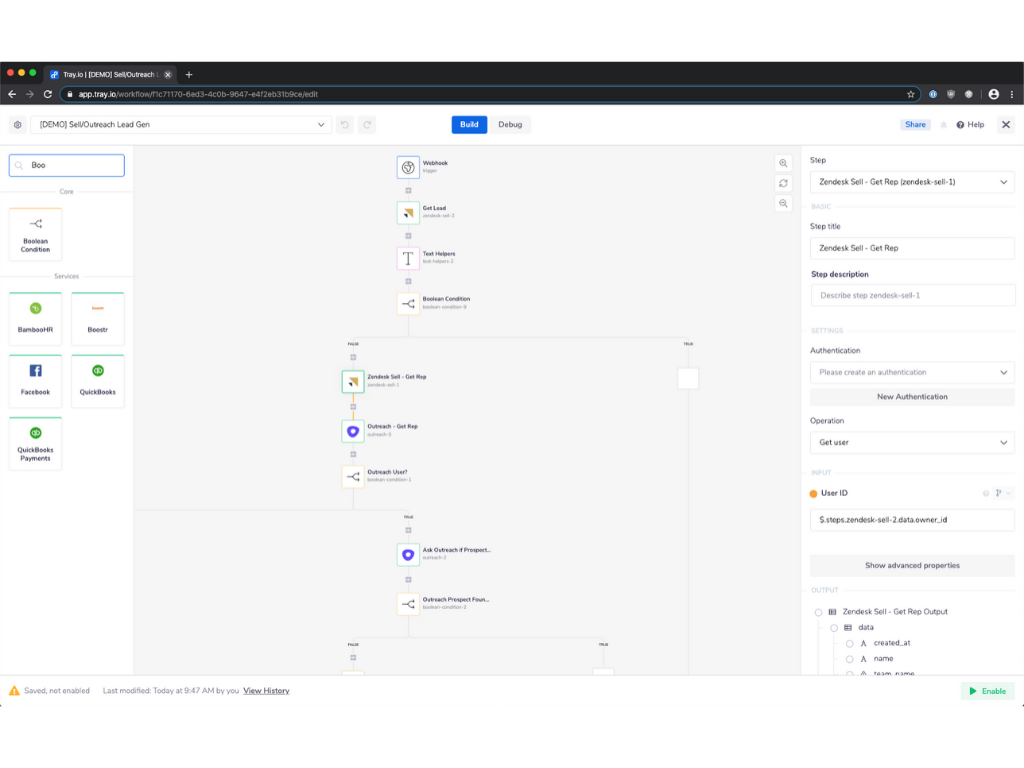 Tray.io | [DEMO] Sell/Outreach L
app.tray.io/workflow/f1c71170-6ed3-4c0b-9647-e4f2eb31b9ce/edit
[DEMO] Sell/Outreach Lead Gen
Build
Debug
Share
Help
Boo
Core
Boolean
Condition
Services
BambooHR
Boostr
Facebook
QuickBooks
QuickBooks
Payments
Webhook
trigger
Get Lead
zendesk-sell-2
Text Helpers
text-helpers-2
Boolean Condition
FALSE
TRUE
Zendesk Sell - Get Rep
zendesk-sell-1
Outreach - Get Rep
Outreach User?
boolean-condition-1
TRUE
Ask Outreach if Prospect...
outreach-2
Outreach Prospect Foun...
boolean-condition-2
FALSE
TRUE
Step
Zendesk Sell - Get Rep (zendesk-sell-1)
BASIC
Step title
Zendesk Sell - Get Rep
Step description
Describe step zendesk-sell-1
SETTINGS
Authentication
Please create an authentication
New Authentication
Operation
Get user
INPUT
User ID
$.steps.zendesk-sell-2.data.owner_id
Show advanced properties
OUTPUT
Zendesk Sell - Get Rep Output
data
A created_at
A name
A team_name
Saved, not enabled
Last modified: Today at 9:47 AM by you
View History
Enable